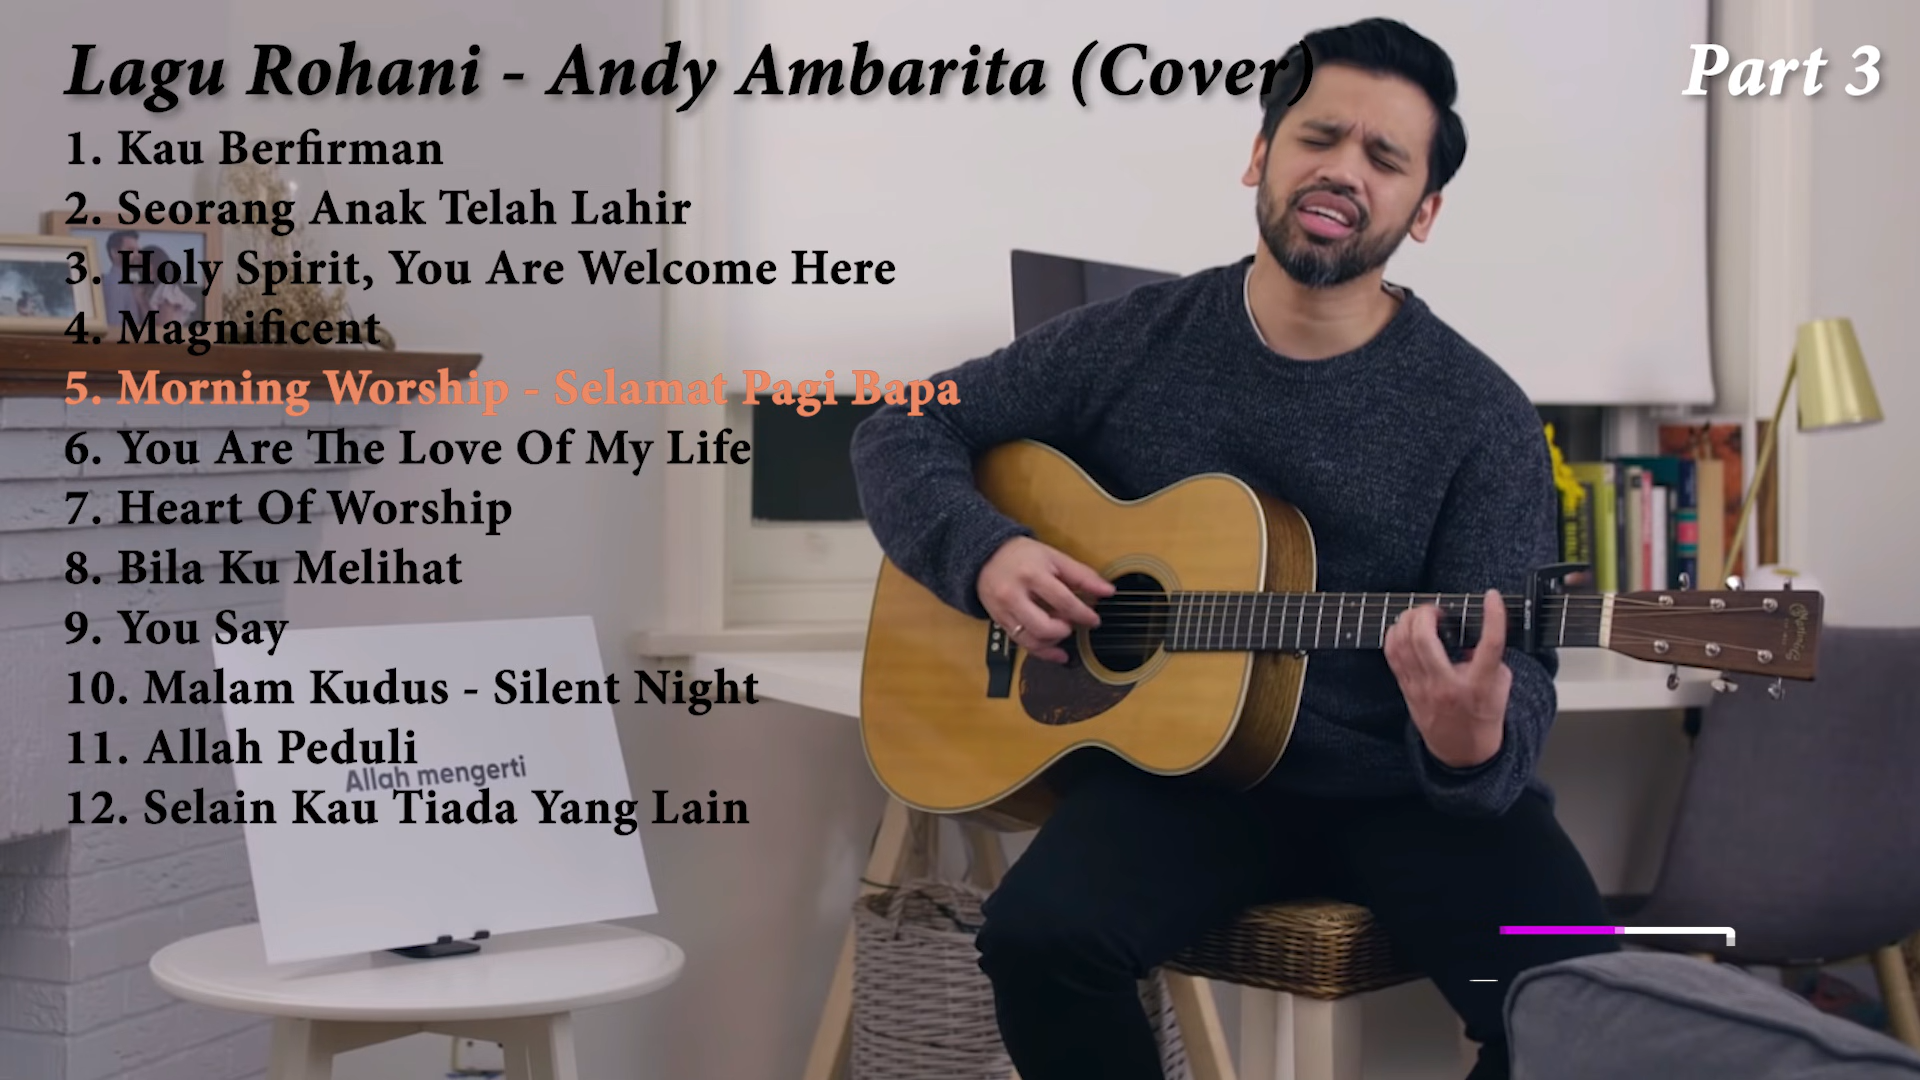 Lagu Rohani - Andy Ambarita (Cover)
Part 3
1. Kau Berfirman
2. Seorang Anak Telah Lahir
3. Holy Spirit, You Are Welcome Here
4. Magnificent
5. Morning Worship - Selamat Pagi Bapa
6. You Are The Love Of My Life
7. Heart Of Worship
8. Bila Ku Melihat
9. You Say
10. Malam Kudus - Silent Night
11. Allah Peduli
Allah mengerti
12. Selain Kau Tiada Yang Lain